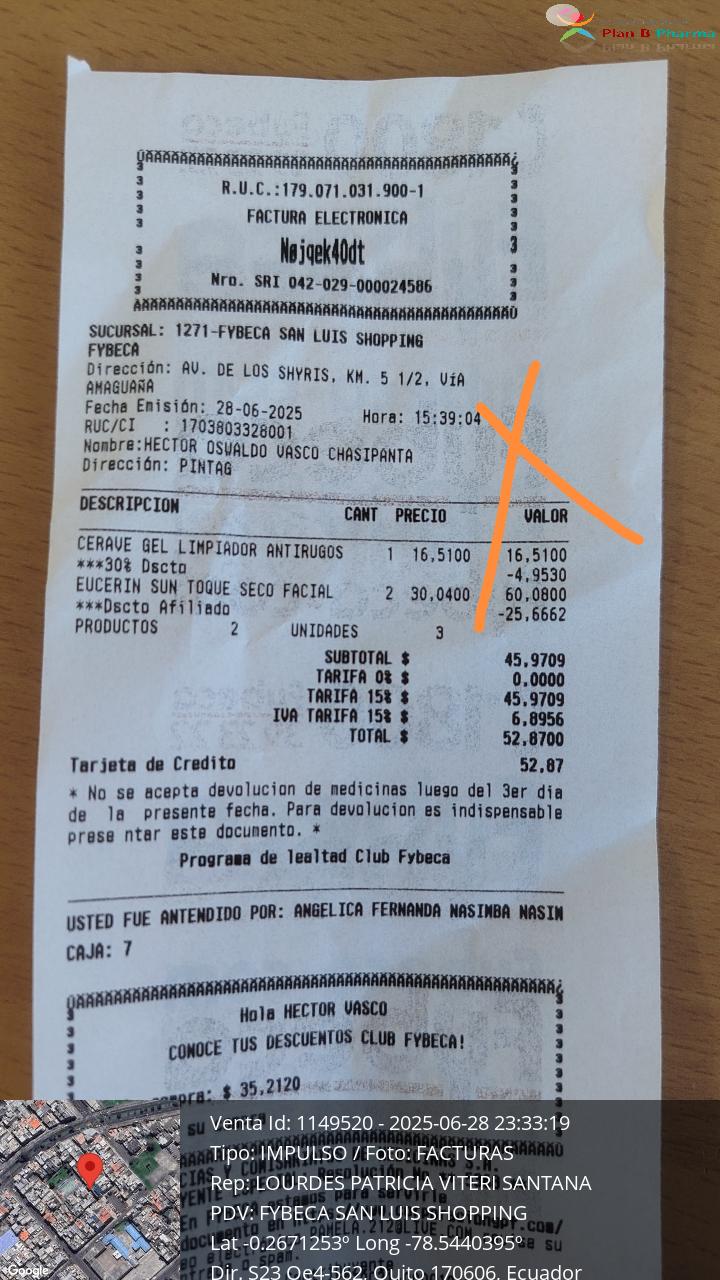 Plan B Pharma
R.U.C.:179.071.031.900-1
FACTURA ELECTRONICA
Nøjqek40dt
Nro. SRI 042-029-000024586
SUCURSAL: 1271-FYBECA SAN LUIS SHOPPING
FYBECA
Dirección: AV. DE LOS SHYRIS, KM. 5 1/2, VíA
AMAGUAÑA
Fecha Emisión: 28-06-2025 Hora: 15:39:04
RUC/CI : 1703803328001
Nombre:HECTOR OSWALDO VASCO CHASIPANTA
Dirección: PINTAG
DESCRIPCION CANT PRECIO VALOR
CERAVE GEL LIMPIADOR ANTIRUGOS 1 16,5100 16,5100
***30% Dscto -4,9530
EUCERIN SUN TOQUE SECO FACIAL 2 30,0400 60,0800
***Dscto Afiliado -25,6662
PRODUCTOS 2 UNIDADES 3
SUBTOTAL $ 45,9709
TARIFA 0% $ 0,0000
TARIFA 15% $ 45,9709
IVA TARIFA 15% $ 6,8956
TOTAL $ 52,8700
Tarjeta de Credito 52,87
* No se acepta devolucion de medicinas luego del 3er dia
de la presente fecha. Para devolucion es indispensable
prese ntar este documento. *
Programa de lealtad Club Fybeca
USTED FUE ANTENDIDO POR: ANGELICA FERNANDA NASIMBA NASIM
CAJA: 7
Hola HECTOR VASCO
CONOCE TUS DESCUENTOS CLUB FYBECA!
mpra: $ 35,2120
Venta Id: 1149520 - 2025-06-28 23:33:19
Tipo: IMPULSO / Foto: FACTURAS
Rep: LOURDES PATRICIA VITERI SANTANA
PDV: FYBECA SAN LUIS SHOPPING
Lat -0.2671253º Long -78.5440395º
Dir. S23 Oe4-562, Quito 170606, Ecuador
Google